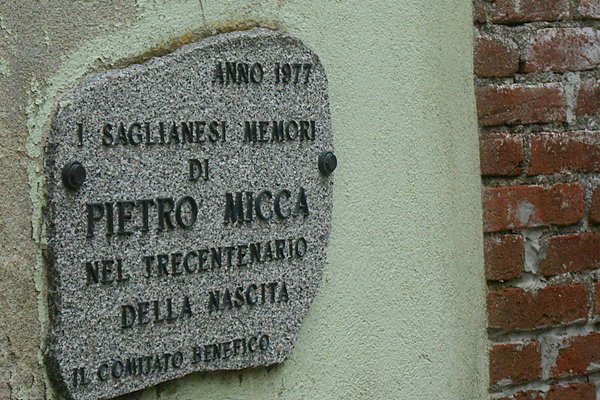 ANNO 1977
I SAGLIANESI MEMORI
DI
PIETRO MICCA
NEL TRECENTENARIO
DELLA NASCITA
IL COMITATO BENEFICO